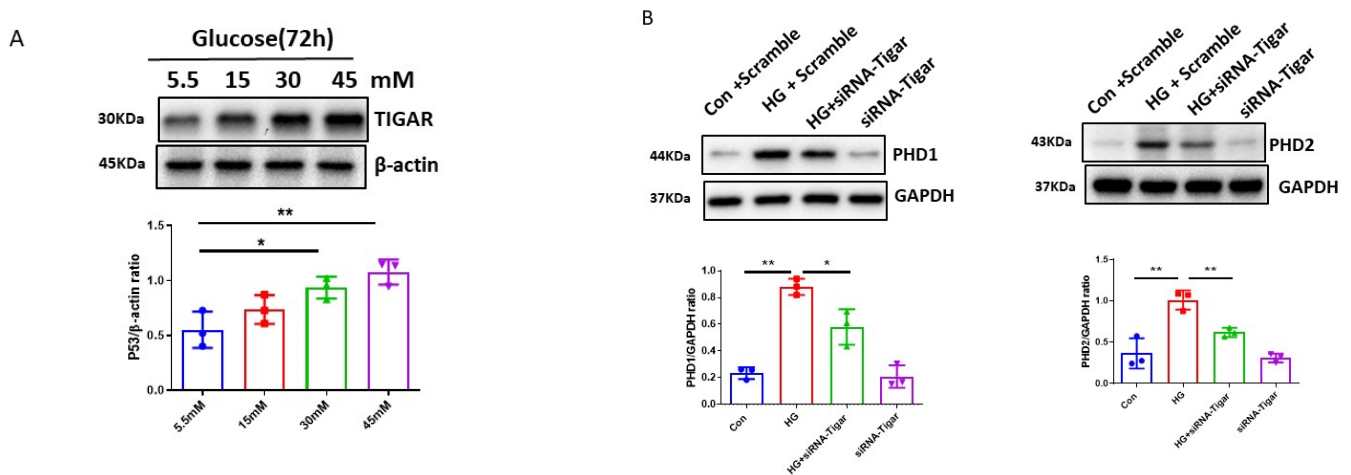 A
Glucose(72h)
5.5 15 30 45 mM
30KDa TIGAR
45KDa β-actin
**
*
P53/β-actin ratio
1.5
1.0
0.5
0.0
5.5mM 15mM 30mM 45mM
B
Con +Scramble HG + Scramble HG+siRNA-Tigar siRNA-Tigar
44KDa PHD1
37KDa GAPDH
** *
PHD1/GAPDH ratio
1.0
0.8
0.6
0.4
0.2
0.0
Con HG HG+siRNA-Tigar siRNA-Tigar
Con +Scramble HG + Scramble HG+siRNA-Tigar siRNA-Tigar
43KDa PHD2
37KDa GAPDH
** **
PHD2/GAPDH ratio
1.5
1.0
0.5
0.0
Con HG HG+siRNA-Tigar siRNA-Tigar